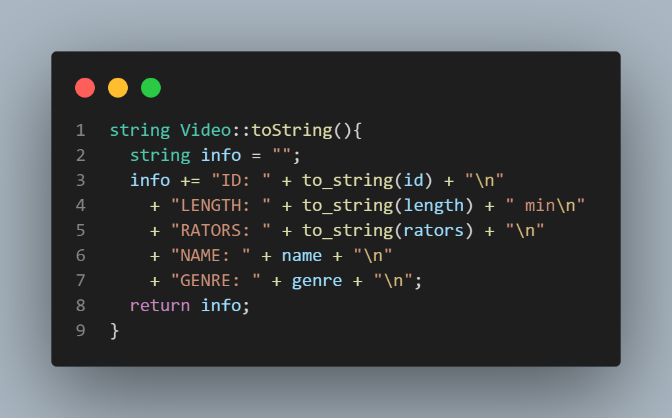 1 string Video::toString(){
2   string info = "";
3   info += "ID: " + to_string(id) + "\n"
4     + "LENGTH: " + to_string(length) + " min\n"
5     + "RATORS: " + to_string(rators) + "\n"
6     + "NAME: " + name + "\n"
7     + "GENRE: " + genre + "\n";
8   return info;
9 }